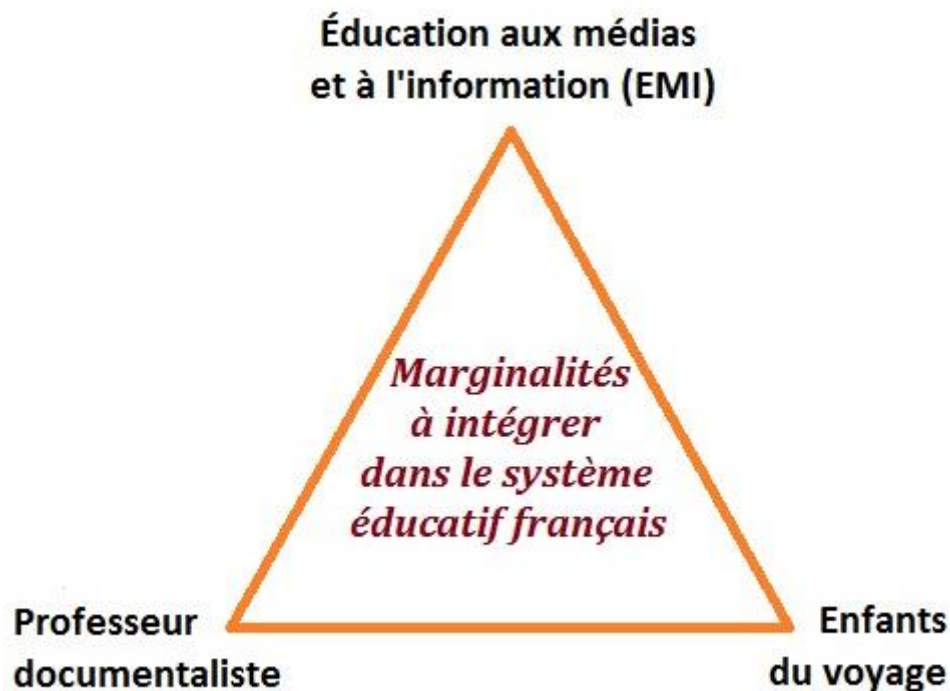 Éducation aux médias
et à l'information (EMI)
Marginalités
à intégrer
dans le système
éducatif français
Professeur
documentaliste
Enfants
du voyage